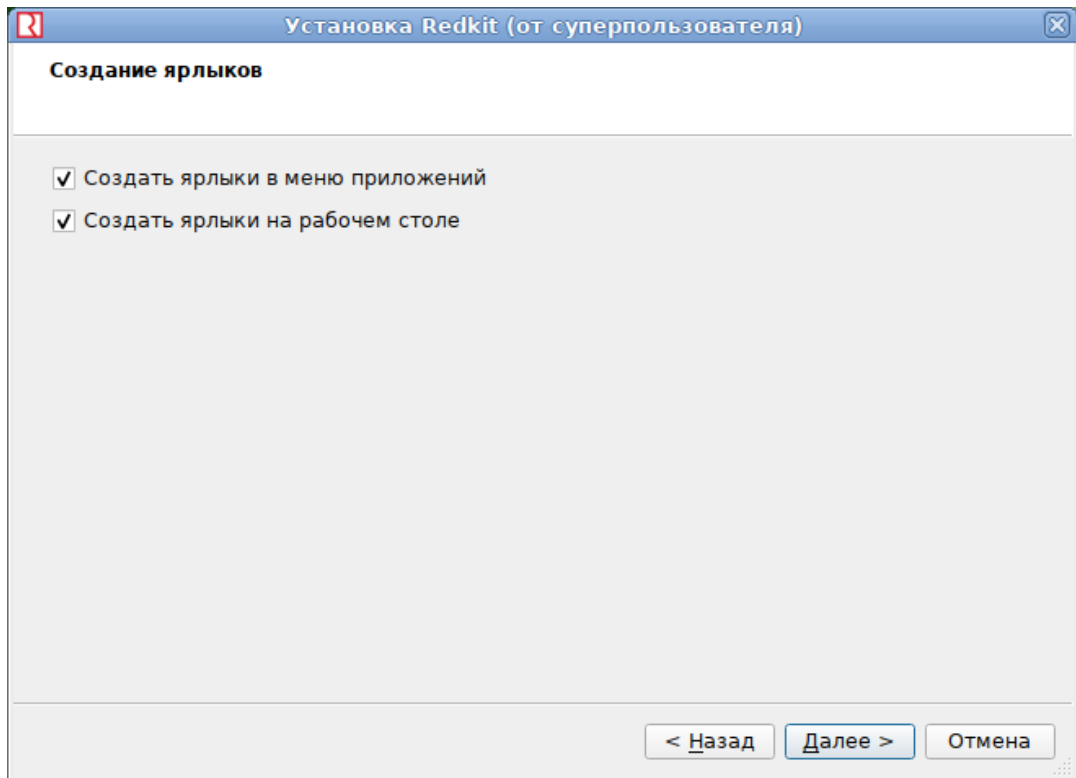 Установка Redkit (от суперпользователя)
Создание ярлыков
Создать ярлыки в меню приложений
Создать ярлыки на рабочем столе
< Назад Далее > Отмена